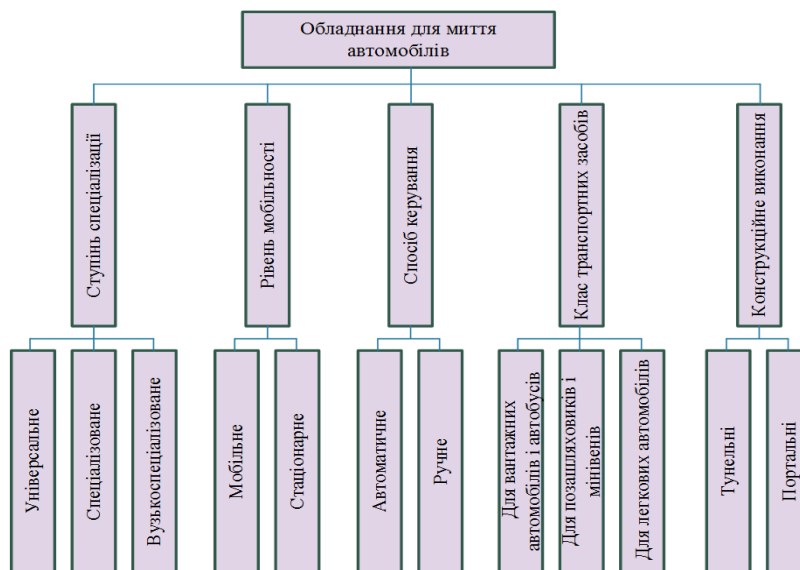 Обладнання для миття
автомобілів
Ступінь спеціалізації
Рівень мобільності
Спосіб керування
Клас транспортних засобів
Конструкційне виконання
Універсальне
Спеціалізоване
Вузькоспеціалізоване
Мобільне
Стаціонарне
Автоматичне
Ручне
Для вантажних
автомобілів і автобусів
Для позашляховиків і
мінівенів
Для легкових автомобілів
Тунельні
Портальні